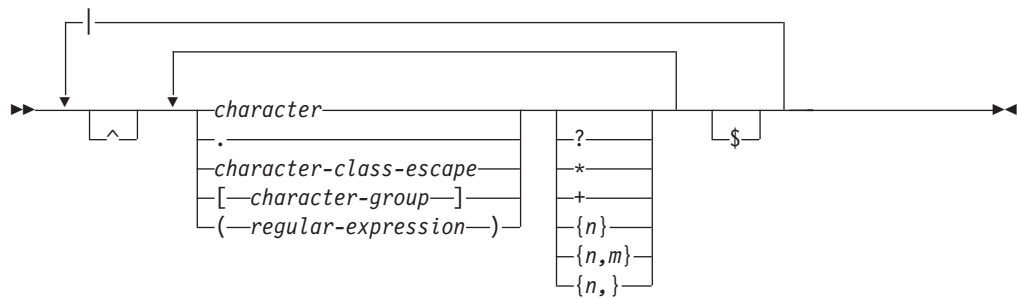 |
character
^ . ? $
character-class-escape *
[ character-group ] +
( regular-expression ) {n}
{n,m}
{n,}